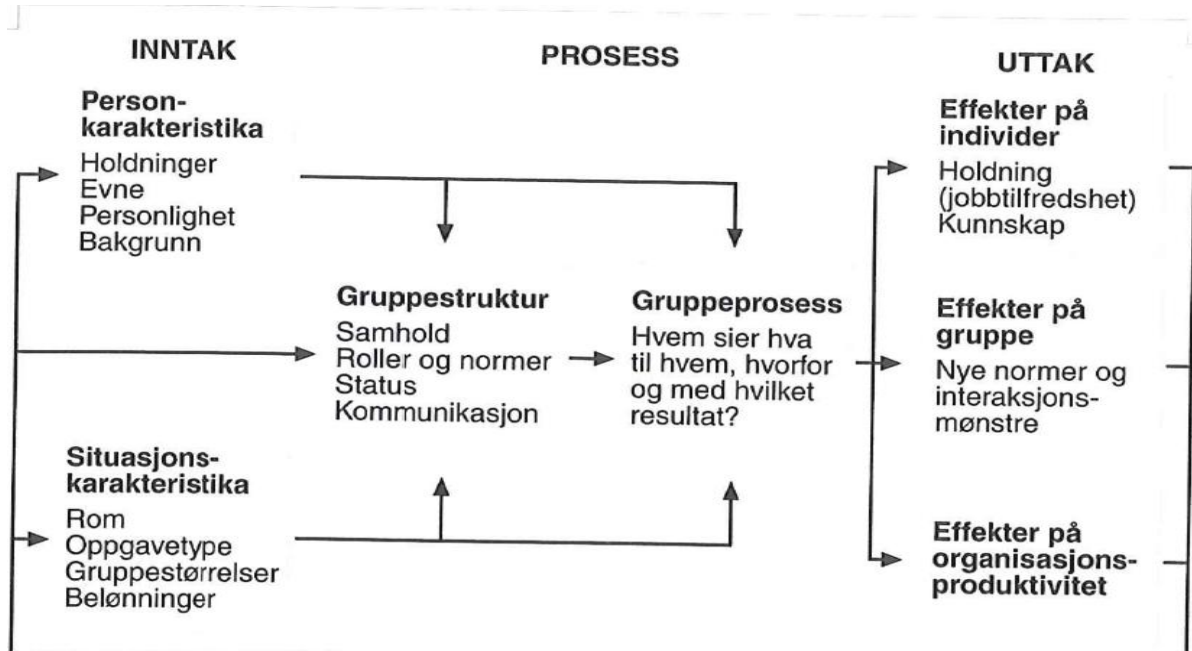 INNTAK
PROSESS
UTTAK
Person-
karakteristika
Holdninger
Evne
Personlighet
Bakgrunn
Situasjons-
karakteristika
Rom
Oppgavetype
Gruppestørrelser
Belønninger
Gruppestruktur
Samhold
Roller og normer
Status
Kommunikasjon
Gruppeprosess
Hvem sier hva
til hvem, hvorfor
og med hvilket
resultat?
Effekter på
individer
Holdning
(jobbtilfredshet)
Kunnskap
Effekter på
gruppe
Nye normer og
interaksjons-
mønstre
Effekter på
organisasjons-
produktivitet